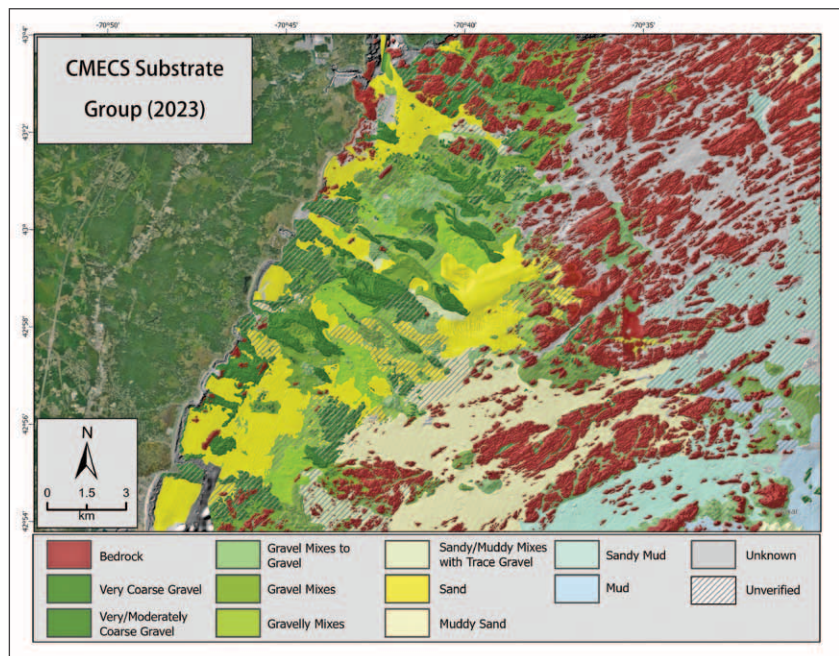 -70°50'
-70°45'
-70°40'
-70°35'
43°4'
CMECS Substrate
Group (2023)
43°2'
43°
42°58'
42°56'
42°54'
N
0 1.5 3
km
Bedrock
Very Coarse Gravel
Very/Moderately
Coarse Gravel
Gravel Mixes to
Gravel
Gravel Mixes
Gravelly Mixes
Sandy/Muddy Mixes
with Trace Gravel
Sand
Muddy Sand
Sandy Mud
Mud
Unknown
Unverified